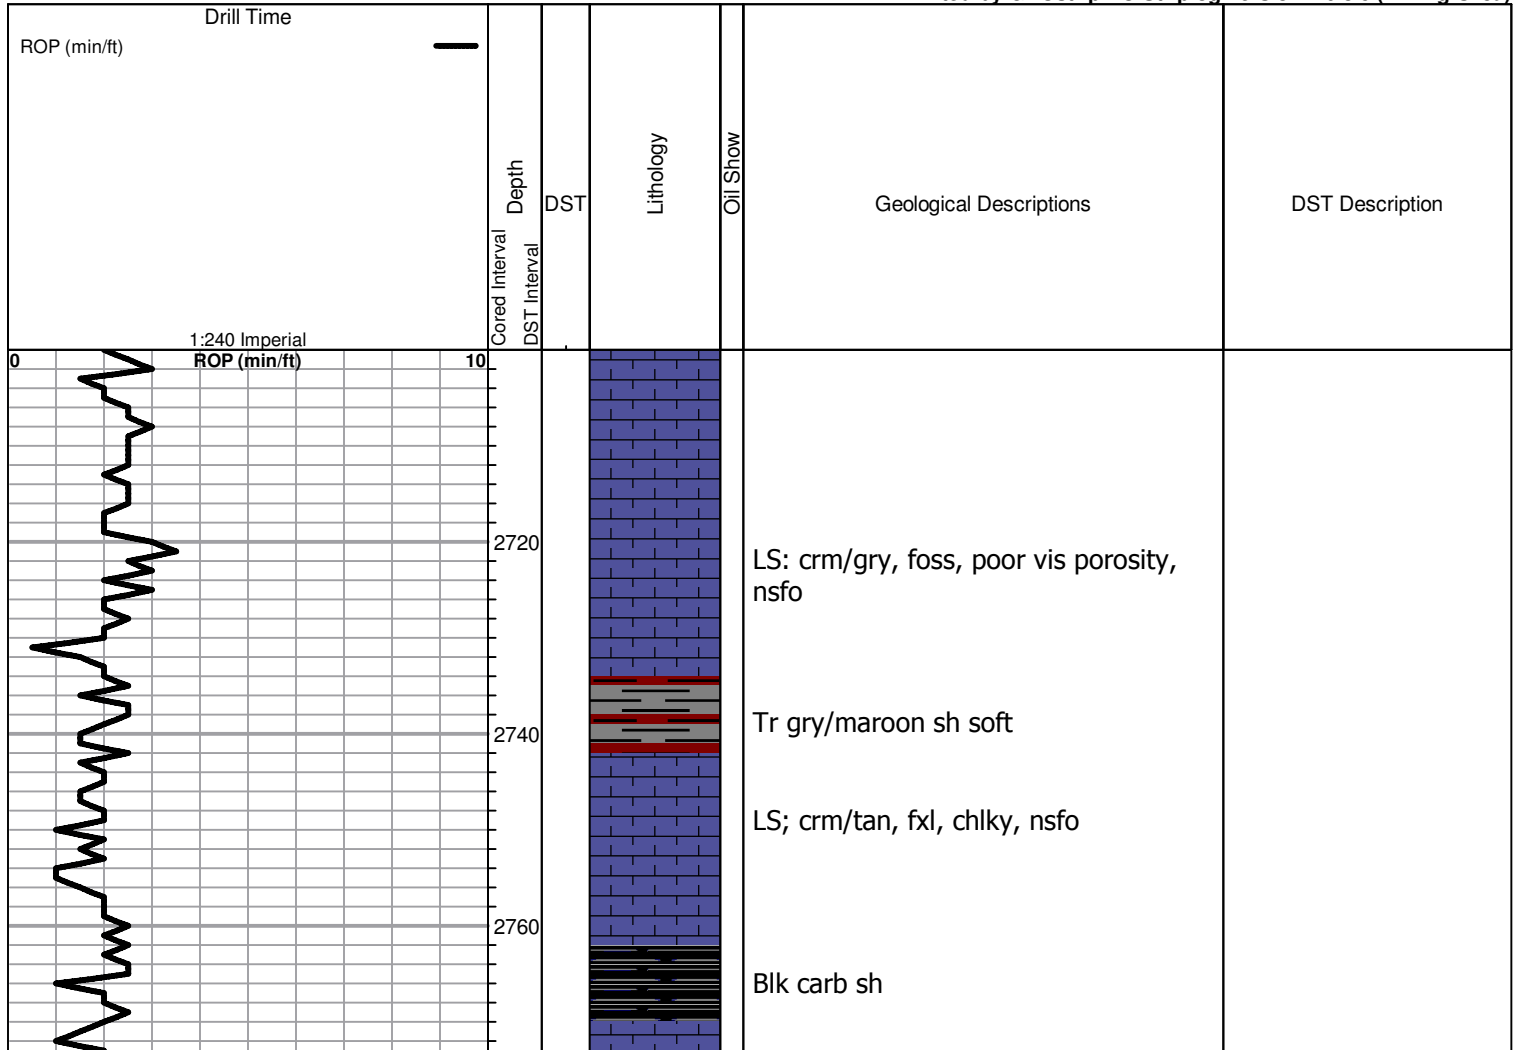 Drill Time
ROP (min/ft)
1:240 Imperial
0 ROP (min/ft) 10
Depth
Cored Interval
DST Interval
DST
Lithology
Oil Show
Geological Descriptions
DST Description
2720
LS: crm/gry, foss, poor vis porosity,
nsfo
Tr gry/maroon sh soft
2740
LS; crm/tan, fxl, chlky, nsfo
2760
Blk carb sh